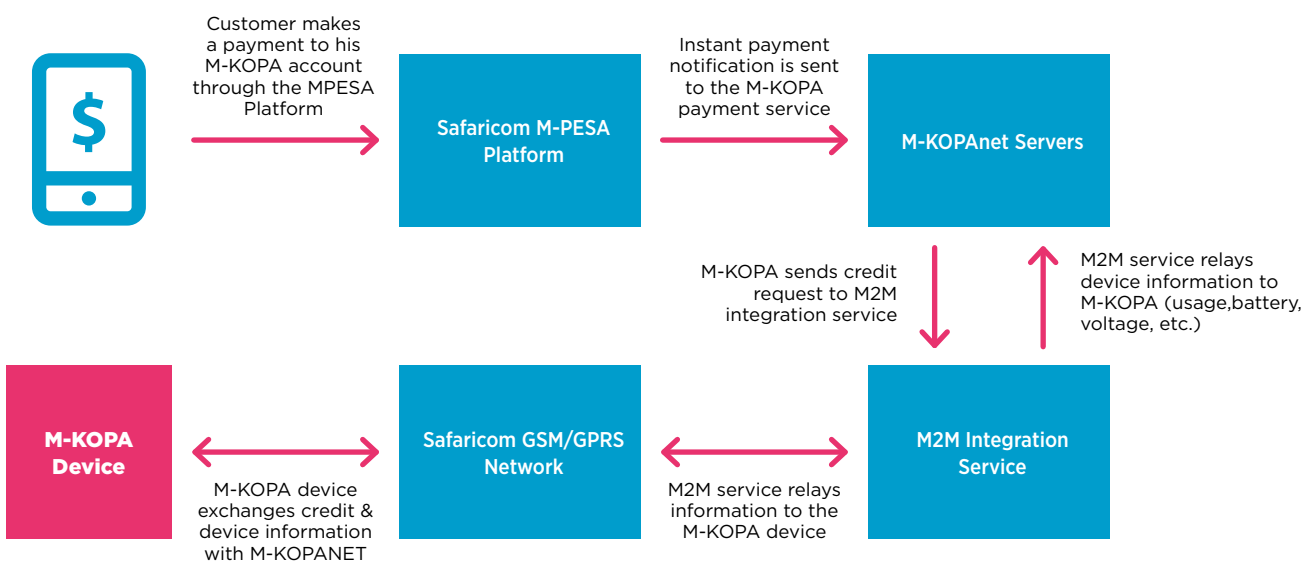 Customer makes
a payment to his
M-KOPA account
through the MPESA
Platform
$
Safaricom M-PESA
Platform
Instant payment
notification is sent
to the M-KOPA
payment service
M-KOPAnet Servers
M-KOPA sends credit
request to M2M
integration service
M2M service relays
device information to
M-KOPA (usage,battery,
voltage, etc.)
M-KOPA
Device
M-KOPA device
exchanges credit &
device information
with M-KOPANET
Safaricom GSM/GPRS
Network
M2M service relays
information to the
M-KOPA device
M2M Integration
Service